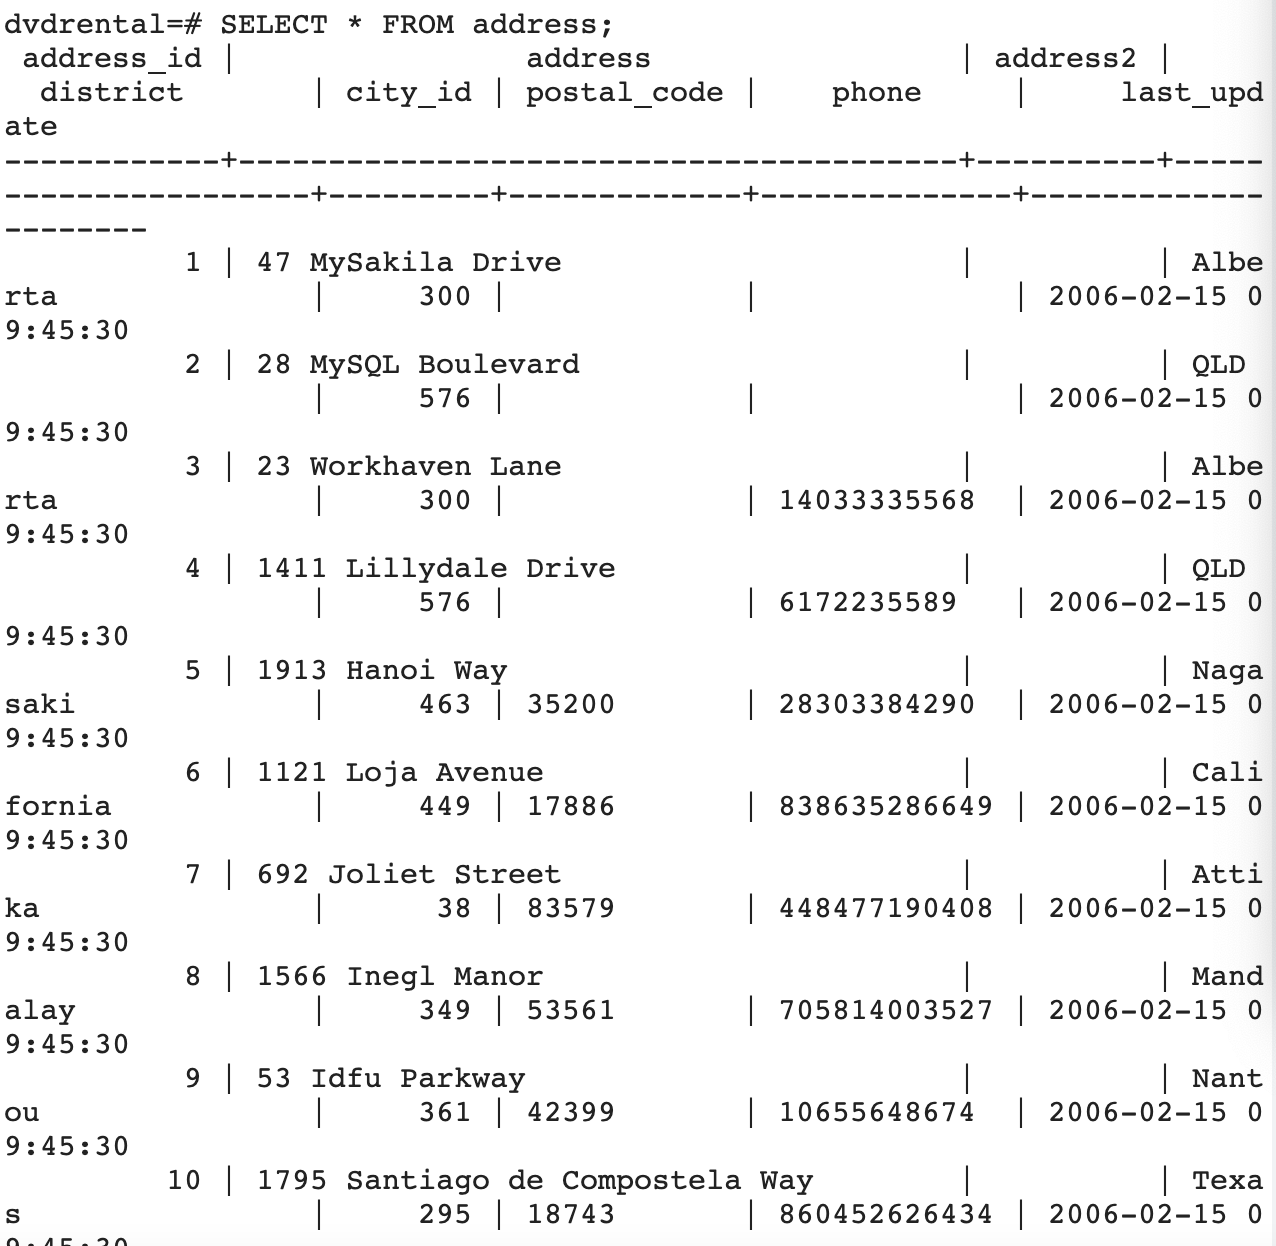 dvdrental=# SELECT * FROM address;
 address_id |                address                 | address2 |
  district       | city_id | postal_code |    phone     |     last_upd
ate
------------+----------------------------------------+----------+-----
-----------------+---------+-------------+--------------+-------------
--------
          1 | 47 MySakila Drive                      |          | Albe
rta              |     300 |             |              | 2006-02-15 0
9:45:30
          2 | 28 MySQL Boulevard                     |          | QLD
                 |     576 |             |              | 2006-02-15 0
9:45:30
          3 | 23 Workhaven Lane                      |          | Albe
rta              |     300 |             | 14033335568  | 2006-02-15 0
9:45:30
          4 | 1411 Lillydale Drive                   |          | QLD
                 |     576 |             | 6172235589   | 2006-02-15 0
9:45:30
          5 | 1913 Hanoi Way                         |          | Naga
saki             |     463 | 35200       | 28303384290  | 2006-02-15 0
9:45:30
          6 | 1121 Loja Avenue                       |          | Cali
fornia           |     449 | 17886       | 838635286649 | 2006-02-15 0
9:45:30
          7 | 692 Joliet Street                      |          | Atti
ka               |      38 | 83579       | 448477190408 | 2006-02-15 0
9:45:30
          8 | 1566 Inegl Manor                       |          | Mand
alay             |     349 | 53561       | 705814003527 | 2006-02-15 0
9:45:30
          9 | 53 Idfu Parkway                        |          | Nant
ou               |     361 | 42399       | 10655648674  | 2006-02-15 0
9:45:30
         10 | 1795 Santiago de Compostela Way        |          | Texa
s                |     295 | 18743       | 860452626434 | 2006-02-15 0
9:45:30